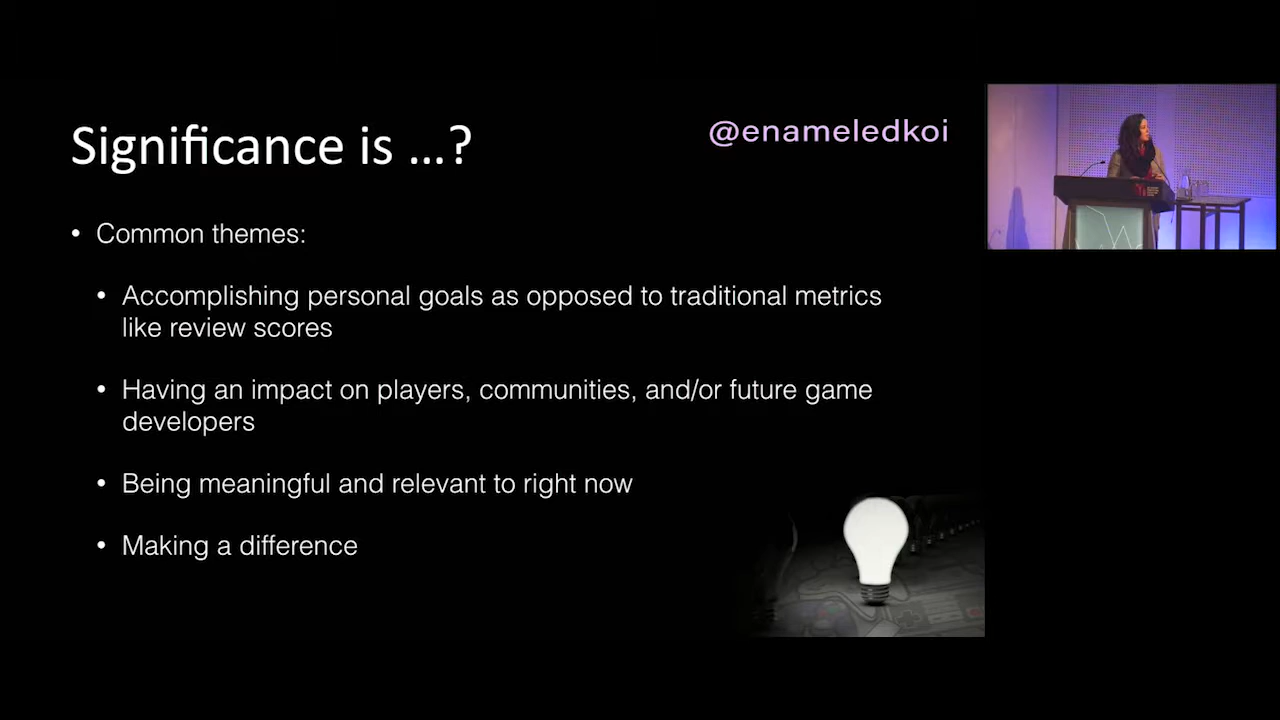 Significance is ...?
@enameledkoi
• Common themes:
• Accomplishing personal goals as opposed to traditional metrics
like review scores
• Having an impact on players, communities, and/or future game
developers
• Being meaningful and relevant to right now
• Making a difference